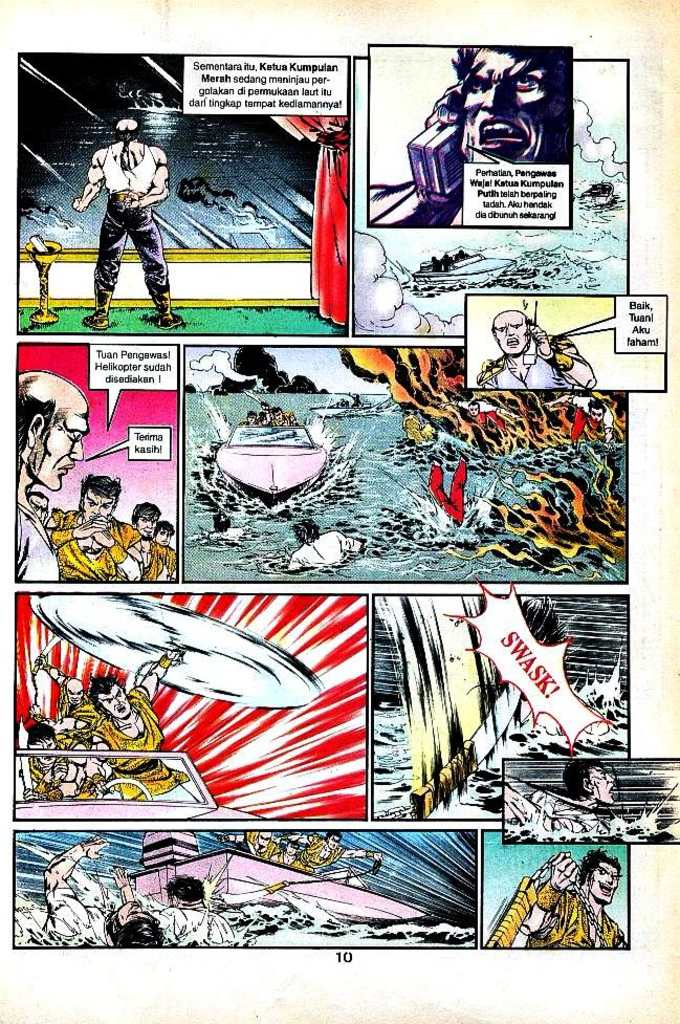 Sementara itu, Ketua Kumpulan
Merah sedang meninjau per-
golakan di permukaan laut itu
dari tingkap tempat kediamannya!
Perhatian, Pengawas
Waja! Ketua Kumpulan
Putih telah berpaling
tadah. Aku hendak
dia dibunuh sekarang!
Baik,
Tuan!
Aku
faham!
Tuan Pengawas!
Helikopter sudah
disediakan !
Terima
kasih!
SWASK!
10